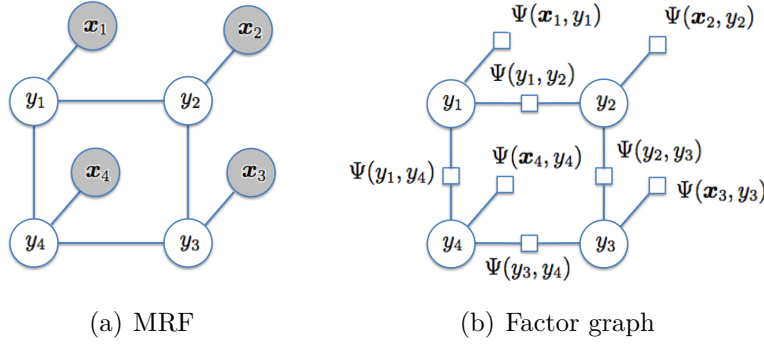 x₁
x₂
y₁
y₂
x₄
x₃
y₄
y₃
(a) MRF
Ψ(x₁, y₁)
Ψ(x₂, y₂)
Ψ(y₁, y₂)
y₁
y₂
Ψ(y₁, y₄)
Ψ(x₄, y₄)
Ψ(y₂, y₃)
Ψ(x₃, y₃)
y₄
y₃
Ψ(y₃, y₄)
(b) Factor graph